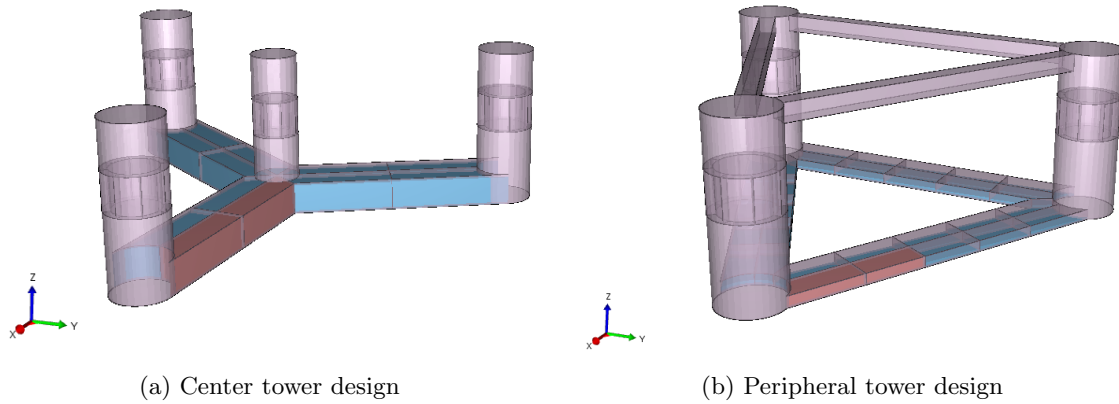 Z
X
Y
Z
X
Y
(a) Center tower design
(b) Peripheral tower design